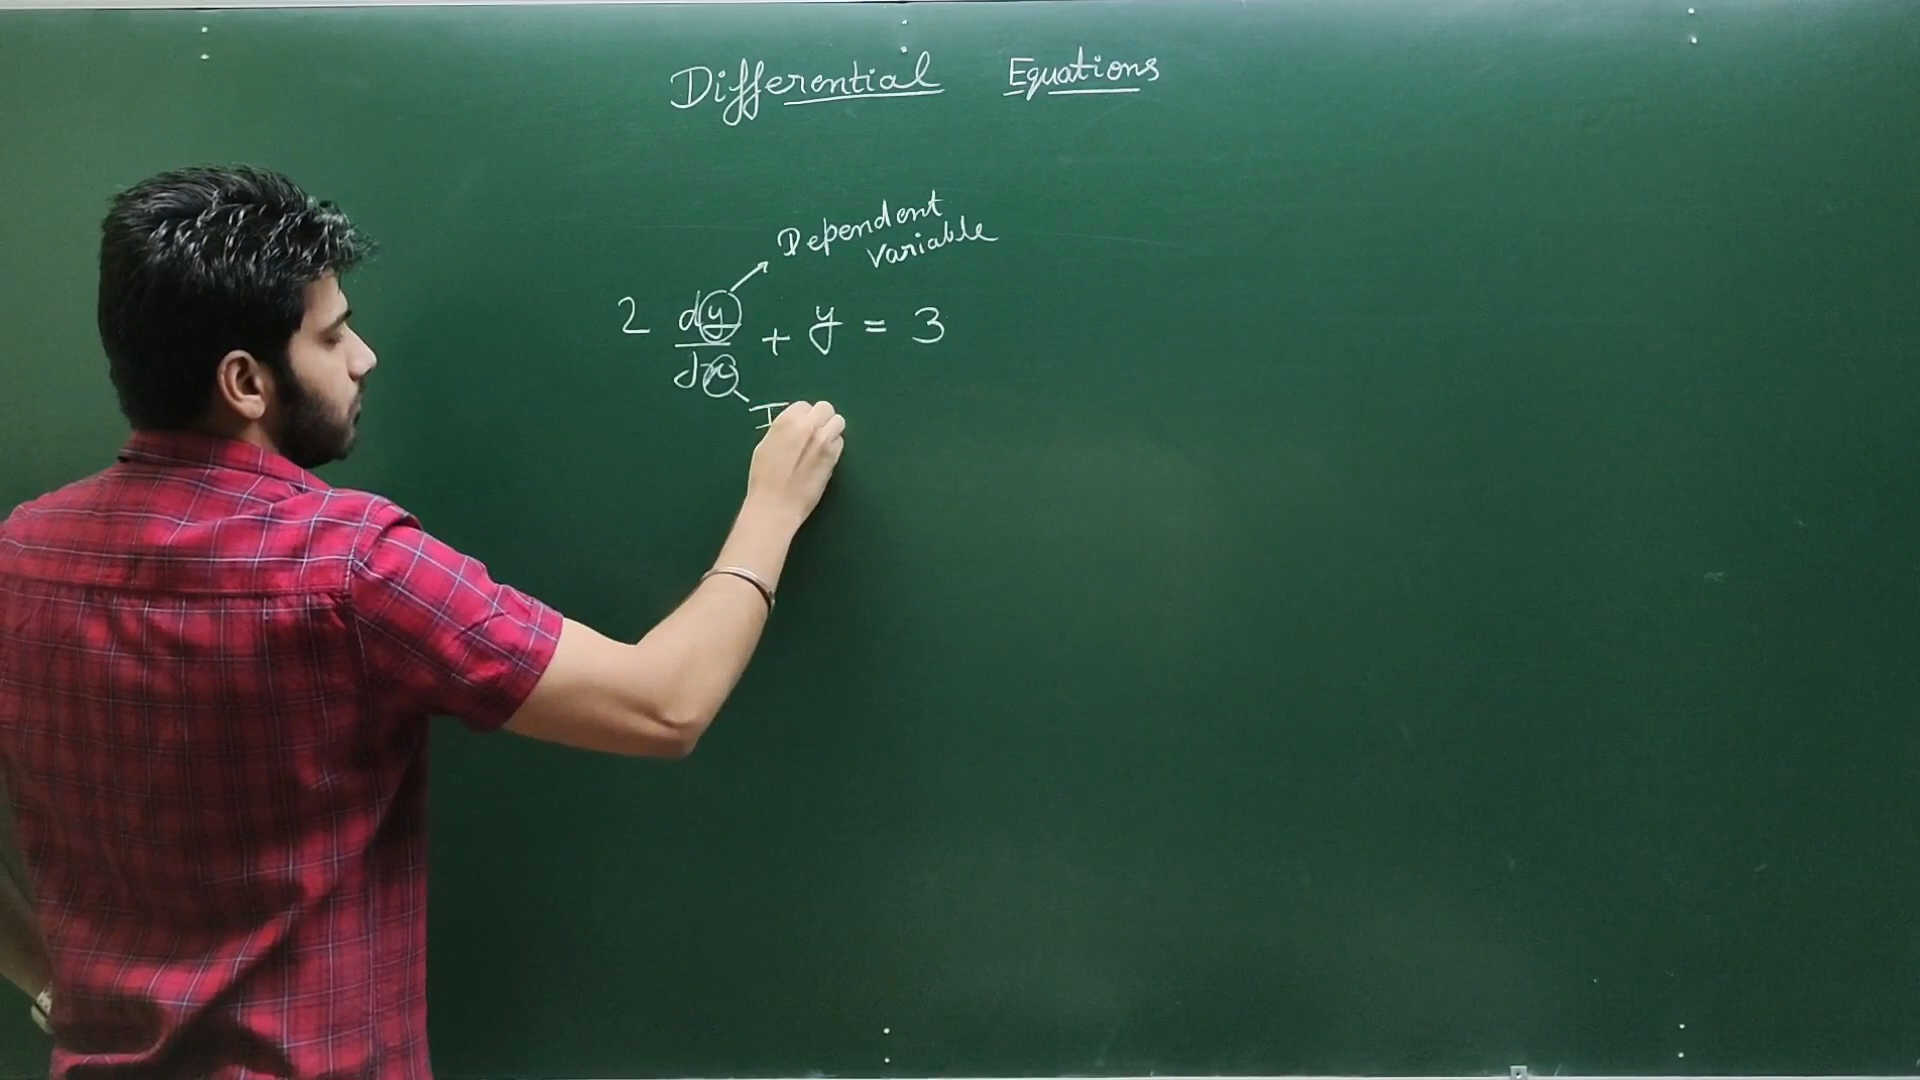 Differential Equations
Dependent
variable
2 dy/dx + y = 3
I